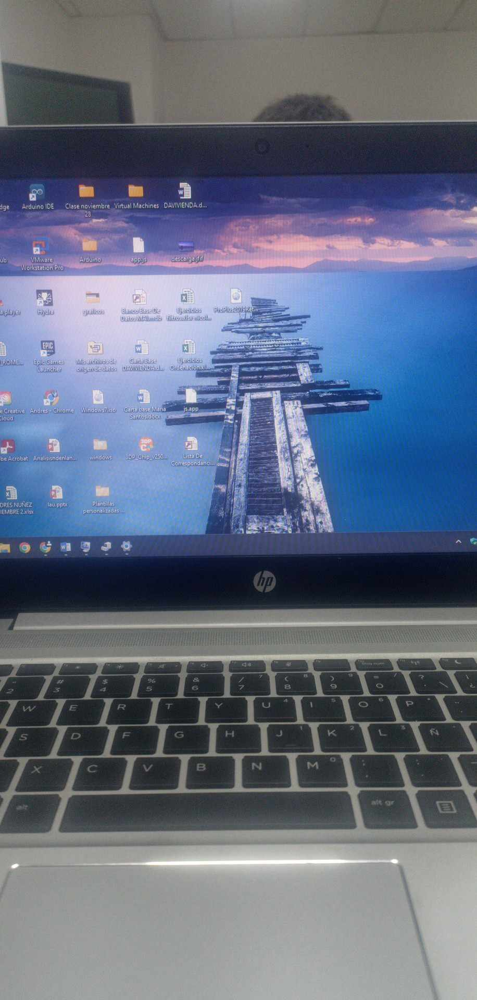 dge
Arduino IDE
Clase noviembre
28
Virtual Machines
DAVIVIENDA.d...
ub
VMware
Workstation Pro
Arduino
app.js
descarga.jfif
a player
Hydra
graficos
Banco Base De
Datos MAI.mdb
Ejercicios
filtros.xlsx nicol...
ProPlus2019Ret...
ROME...
EPIC
GAMES
Epic Games
Launcher
Mis archivos de
origen de datos
Carta Base
DAVIVIENDA.d...
Ejercicios
Ordenación.xl...
e Creative
Cloud
Andres - Chrome
Windows7.iso
Carta base Maria
Santos.docx
js.app
be Acrobat
Analisisndenlan...
windows
3DP
3DP_Chip_v250...
Lista De
Correspondanci...
DRES NUÑEZ
IEMBRE 2.xlsx
lau.pptx
Plantillas
personalizadas ...
hp
" 2
# 3
$ 4
% 5
& 6
/ 7 7
( 8 8
) 9 9
= 0 /
? . \
¡ ¿
W E R T Y U 4 I 5 O 6 P *
S D F G H J 1 K 2 L 3 Ñ -
X C V B N M 0 ; , : .
alt
alt gr